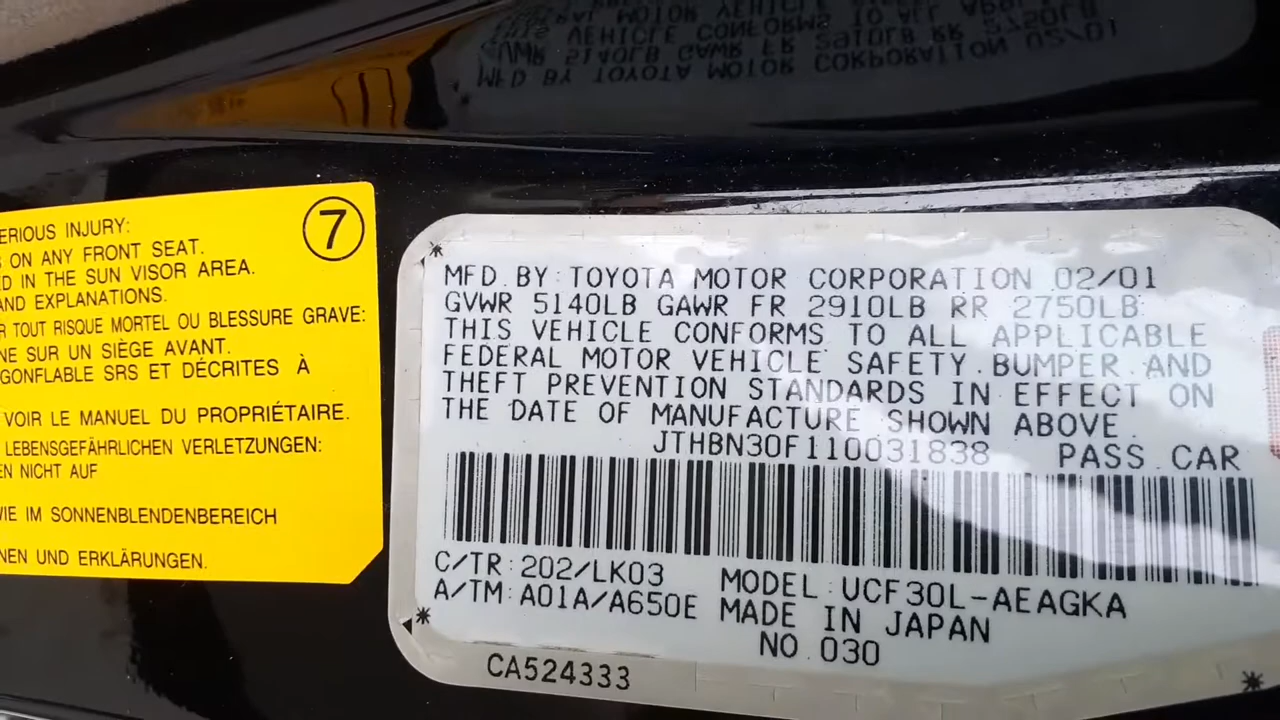 ERIOUS INJURY:
ON ANY FRONT SEAT.
ED IN THE SUN VISOR AREA.
AND EXPLANATIONS.
R TOUT RISQUE MORTEL OU BLESSURE GRAVE:
NE SUR UN SIÈGE AVANT.
GONFLABLE SRS ET DÉCRITES À
VOIR LE MANUEL DU PROPRIÉTAIRE.
LEBENSGEFÄHRLICHEN VERLETZUNGEN:
EN NICHT AUF
WIE IM SONNENBLENDENBEREICH
NEN UND ERKLÄRUNGEN.
7
MFD. BY: TOYOTA MOTOR CORPORATION 02/01
GVWR 5140LB GAWR FR 2910LB RR 2750LB
THIS VEHICLE CONFORMS TO ALL APPLICABLE
FEDERAL MOTOR VEHICLE SAFETY. BUMPER. AND
THEFT PREVENTION STANDARDS IN EFFECT ON
THE DATE OF MANUFACTURE SHOWN ABOVE.
JTHBN30F110031838 PASS. CAR
C/TR: 202/LK03 MODEL: UCF30L-AEAGKA
A/TM: A01A/A650E MADE IN JAPAN
NO. 030
CA524333